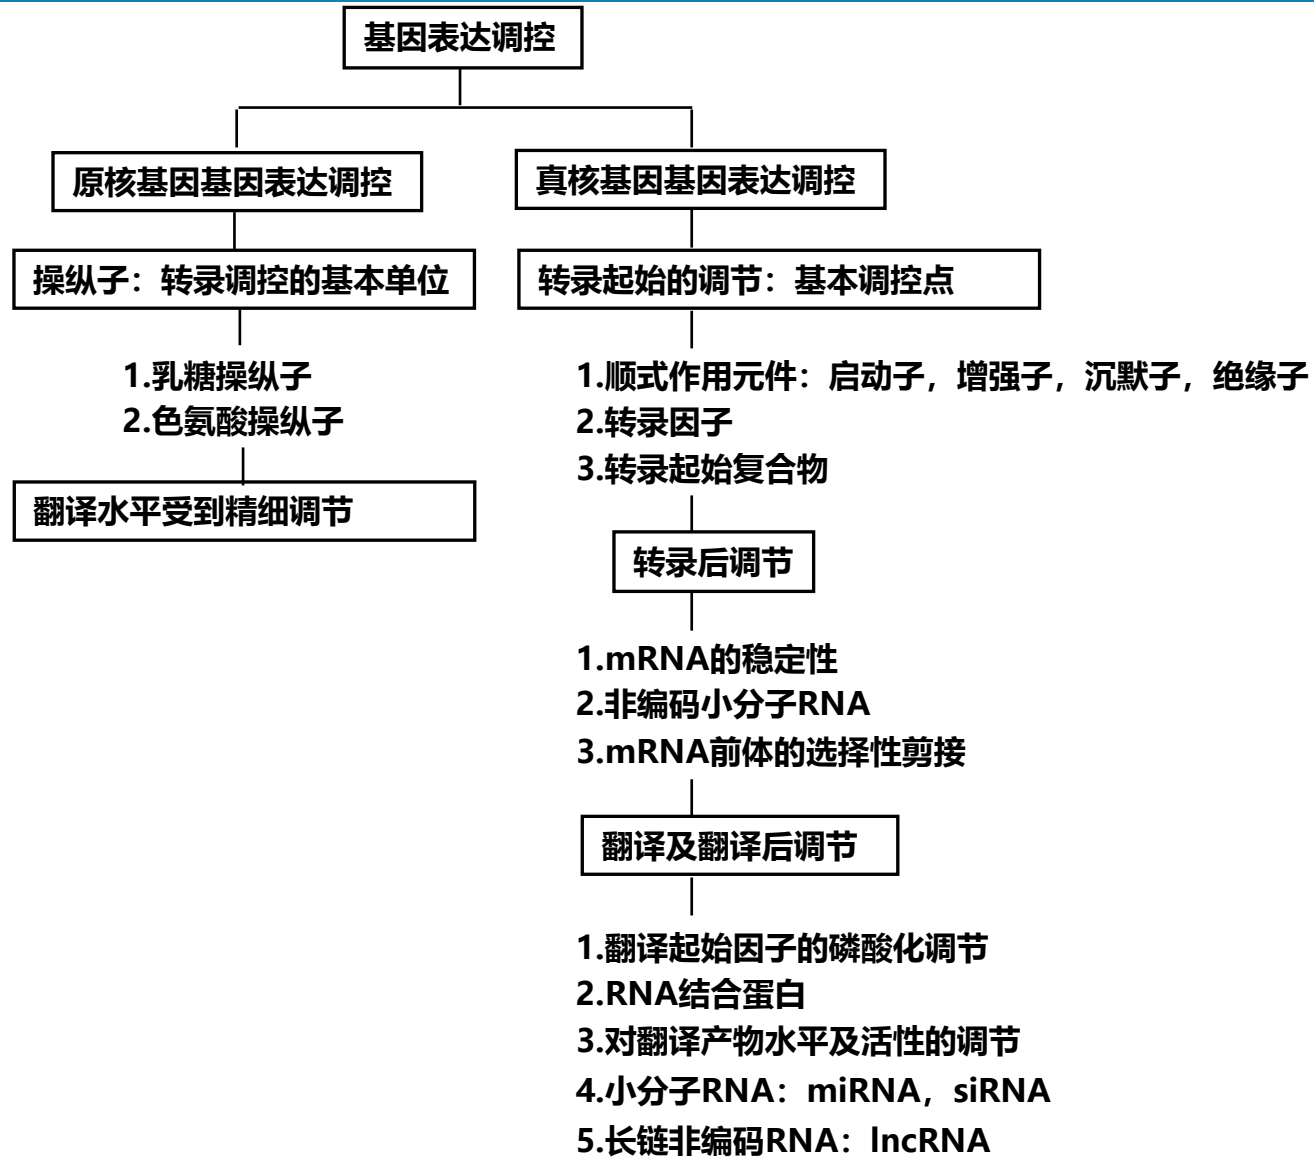 基因表达调控
原核基因基因表达调控
操纵子：转录调控的基本单位
1.乳糖操纵子
2.色氨酸操纵子
翻译水平受到精细调节
真核基因基因表达调控
转录起始的调节：基本调控点
1.顺式作用元件：启动子，增强子，沉默子，绝缘子
2.转录因子
3.转录起始复合物
转录后调节
1.mRNA的稳定性
2.非编码小分子RNA
3.mRNA前体的选择性剪接
翻译及翻译后调节
1.翻译起始因子的磷酸化调节
2.RNA结合蛋白
3.对翻译产物水平及活性的调节
4.小分子RNA：miRNA，siRNA
5.长链非编码RNA：lncRNA